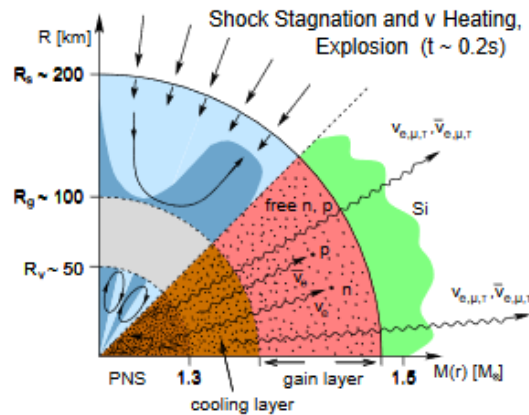 Shock Stagnation and ν Heating,
Explosion (t ~ 0.2s)
R [km]
Rs ~ 200
Rg ~ 100
Rν ~ 50
νe,μ,τ , ν̄e,μ,τ
Si
free n, p
p
νe
n
νe
νe,μ,τ , ν̄e,μ,τ
PNS
1.3
gain layer
1.5
M(r) [M⊙]
cooling layer